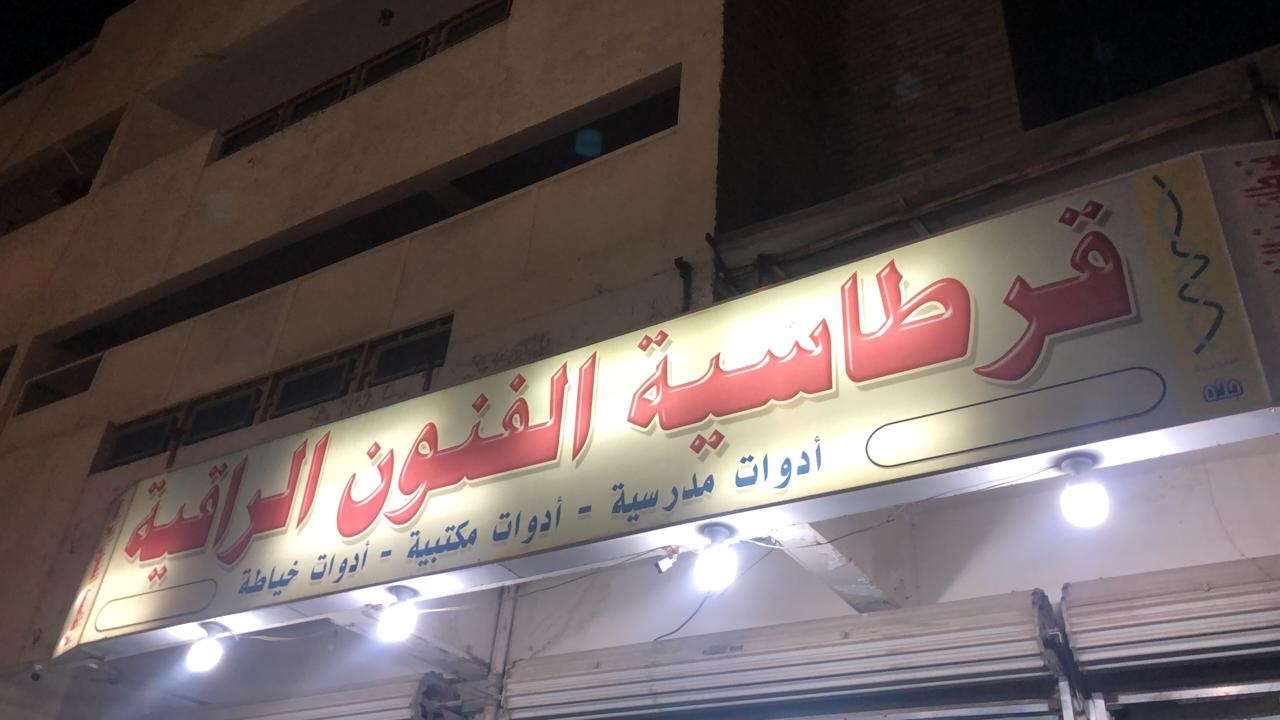 قرطاسية الفنون الراقية
أدوات مدرسية - أدوات مكتبية - أدوات خياطة